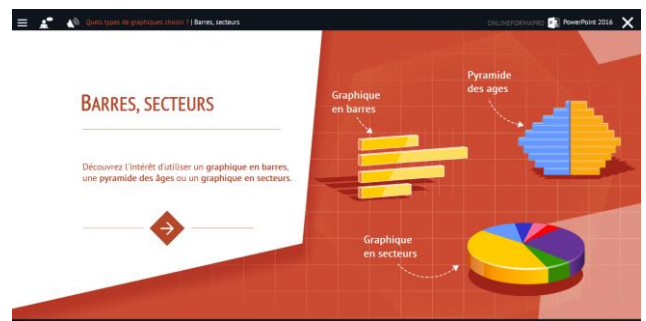 Quels types de graphiques choisir ? | Barres, secteurs
ONLINEFORMAPRO PowerPoint 2016
BARRES, SECTEURS
Découvrez l'intérêt d'utiliser un graphique en barres,
une pyramide des âges ou un graphique en secteurs.
Graphique
en barres
Pyramide
des ages
Graphique
en secteurs